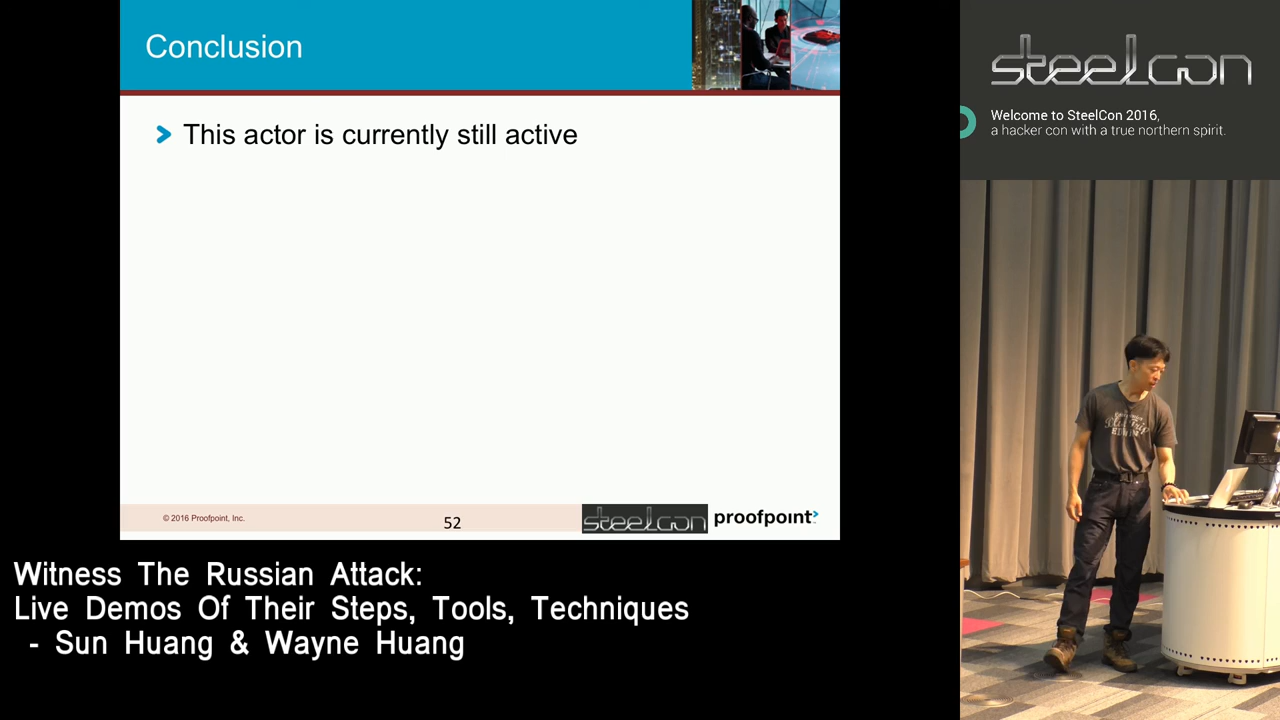 Conclusion
This actor is currently still active
© 2016 Proofpoint, Inc.
52
steelcon
proofpoint
steelcon
Welcome to SteelCon 2016,
a hacker con with a true northern spirit.
Witness The Russian Attack:
Live Demos Of Their Steps, Tools, Techniques
- Sun Huang & Wayne Huang